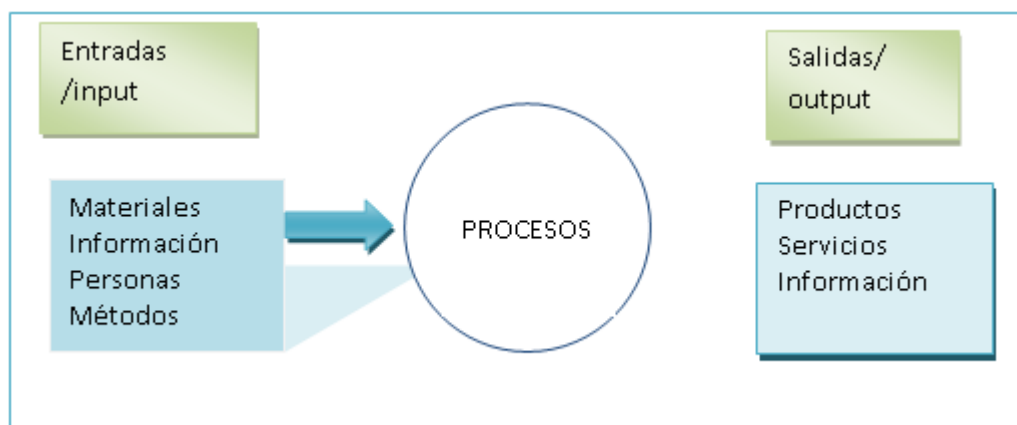 Entradas
/input
Salidas/
output
Materiales
Información
Personas
Métodos
PROCESOS
Productos
Servicios
Información